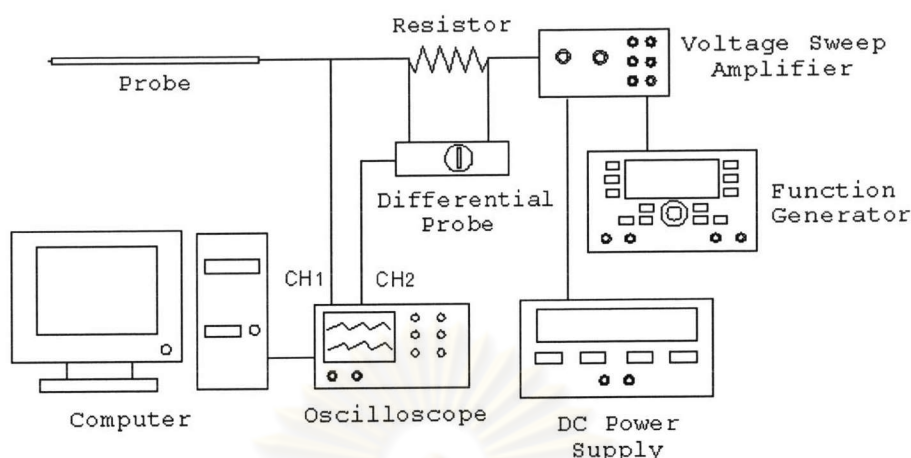 Resistor
Probe
Voltage Sweep
Amplifier
Differential
Probe
Function
Generator
CH1
CH2
Computer
Oscilloscope
DC Power
Supply